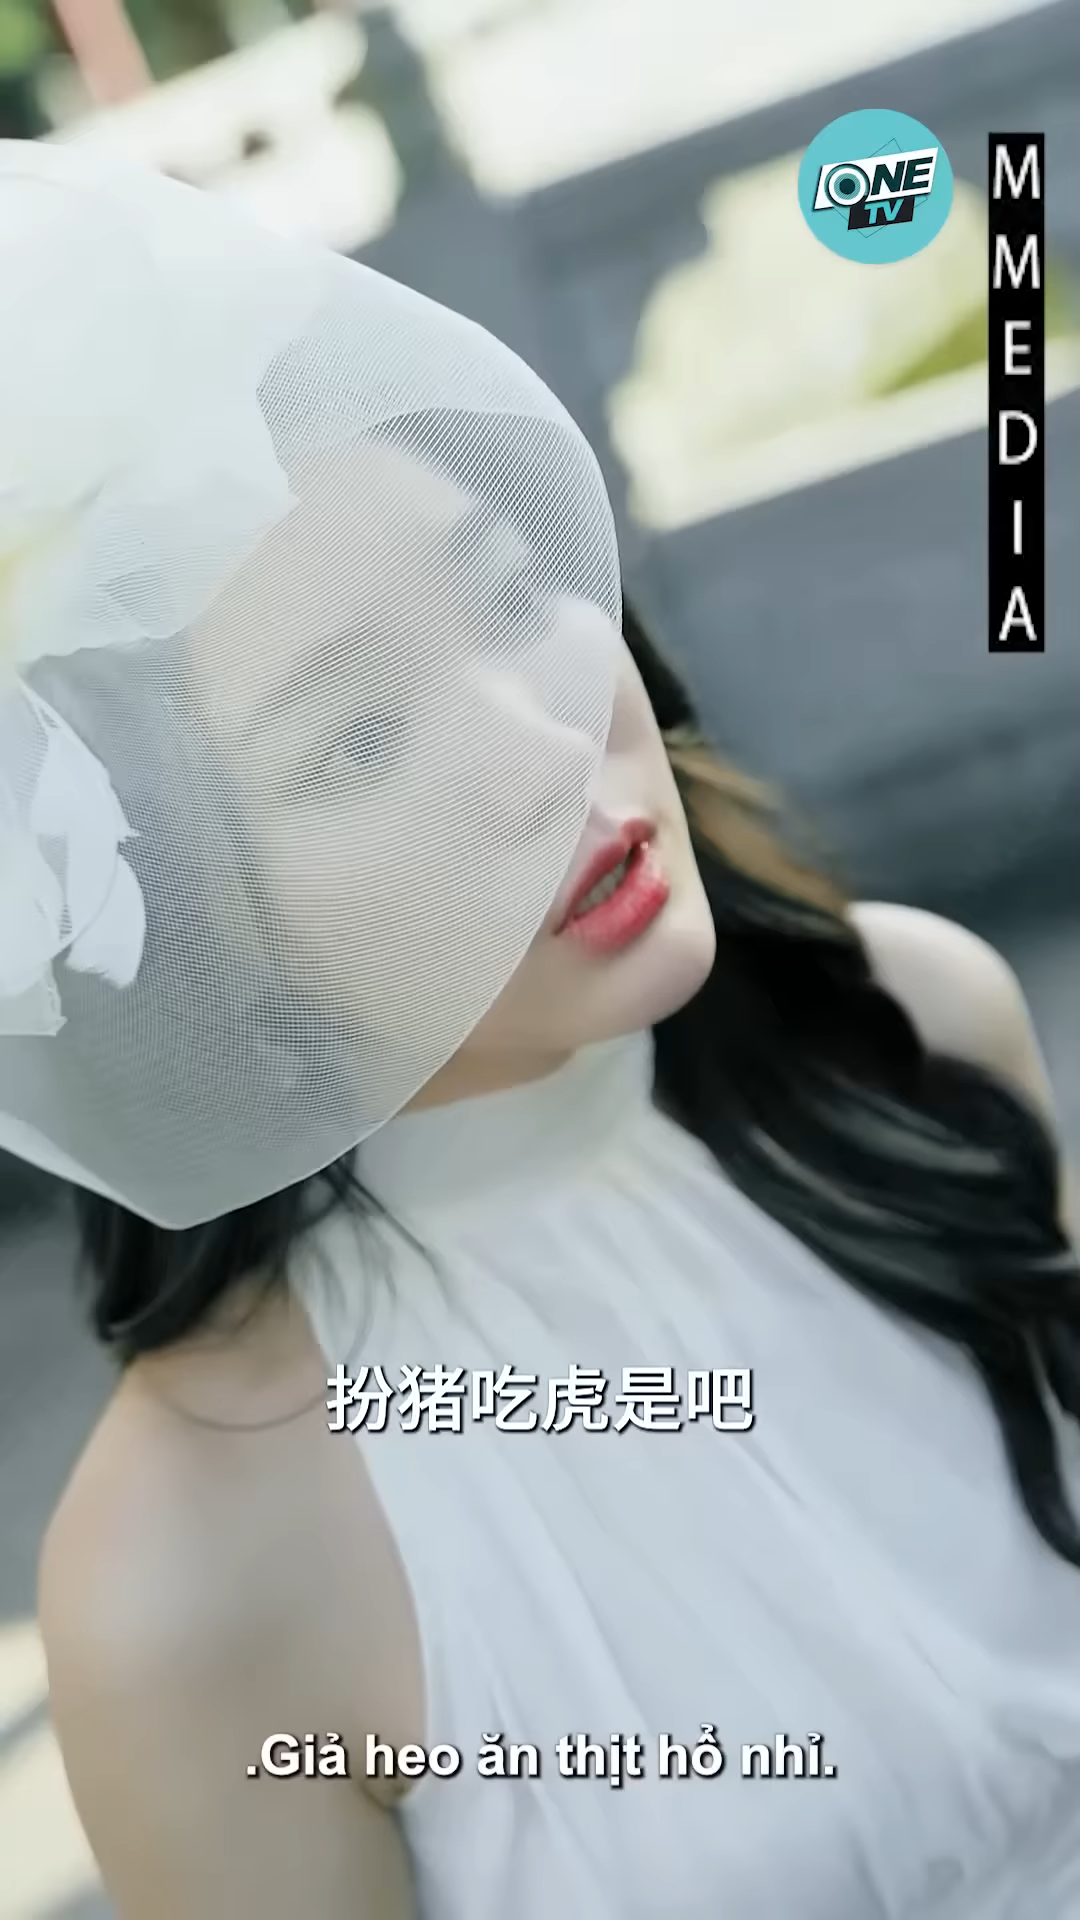 ONE
TV
MMEDIA
扮猪吃虎是吧
.Giả heo ăn thịt hổ nhỉ.